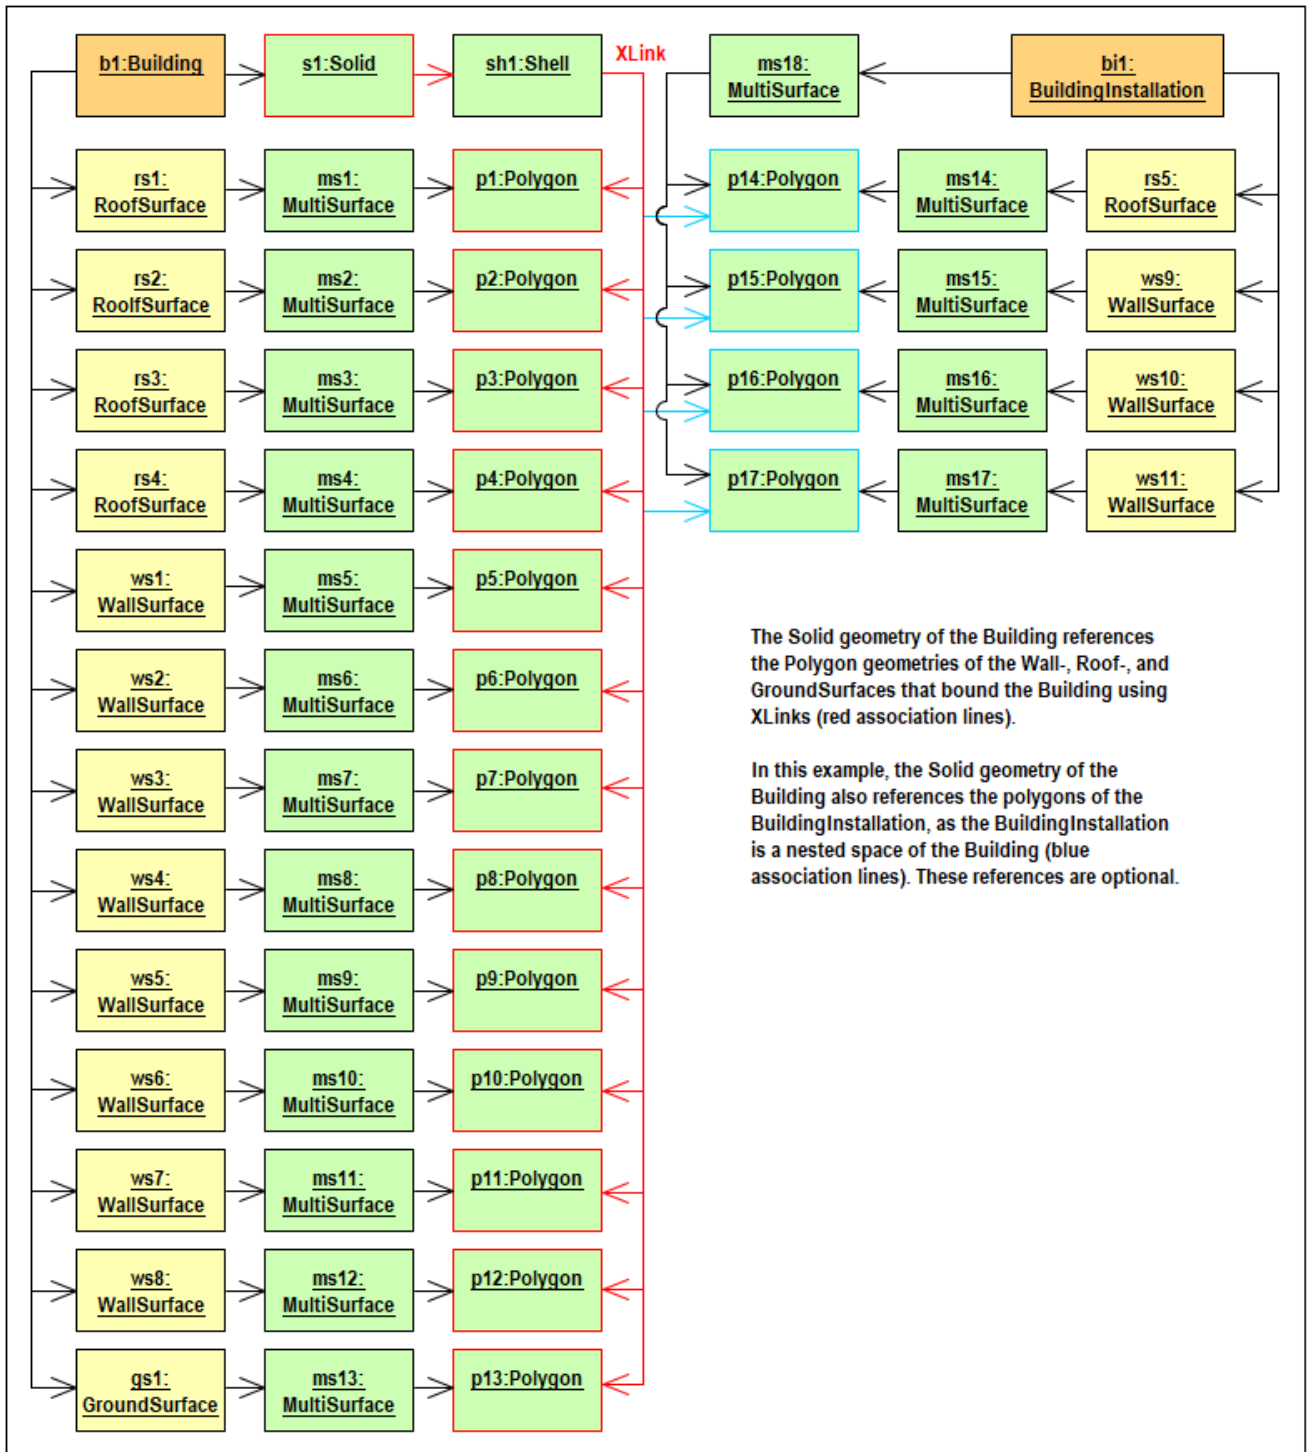 b1:Building
s1:Solid
sh1:Shell
XLink
ms18:
MultiSurface
bi1:
BuildingInstallation
rs1:
RoofSurface
ms1:
MultiSurface
p1:Polygon
p14:Polygon
ms14:
MultiSurface
rs5:
RoofSurface
rs2:
RoolfSurface
ms2:
MultiSurface
p2:Polygon
p15:Polygon
ms15:
MultiSurface
ws9:
WallSurface
rs3:
RoofSurface
ms3:
MultiSurface
p3:Polygon
p16:Polygon
ms16:
MultiSurface
ws10:
WallSurface
rs4:
RoofSurface
ms4:
MultiSurface
p4:Polygon
p17:Polygon
ms17:
MultiSurface
ws11:
WallSurface
ws1:
WallSurface
ms5:
MultiSurface
p5:Polygon
ws2:
WallSurface
ms6:
MultiSurface
p6:Polygon
ws3:
WallSurface
ms7:
MultiSurface
p7:Polygon
ws4:
WallSurface
ms8:
MultiSurface
p8:Polygon
ws5:
WallSurface
ms9:
MultiSurface
p9:Polygon
ws6:
WallSurface
ms10:
MultiSurface
p10:Polygon
ws7:
WallSurface
ms11:
MultiSurface
p11:Polygon
ws8:
WallSurface
ms12:
MultiSurface
p12:Polygon
gs1:
GroundSurface
ms13:
MultiSurface
p13:Polygon
The Solid geometry of the Building references
the Polygon geometries of the Wall-, Roof-, and
GroundSurfaces that bound the Building using
XLinks (red association lines).
In this example, the Solid geometry of the
Building also references the polygons of the
BuildingInstallation, as the BuildingInstallation
is a nested space of the Building (blue
association lines). These references are optional.